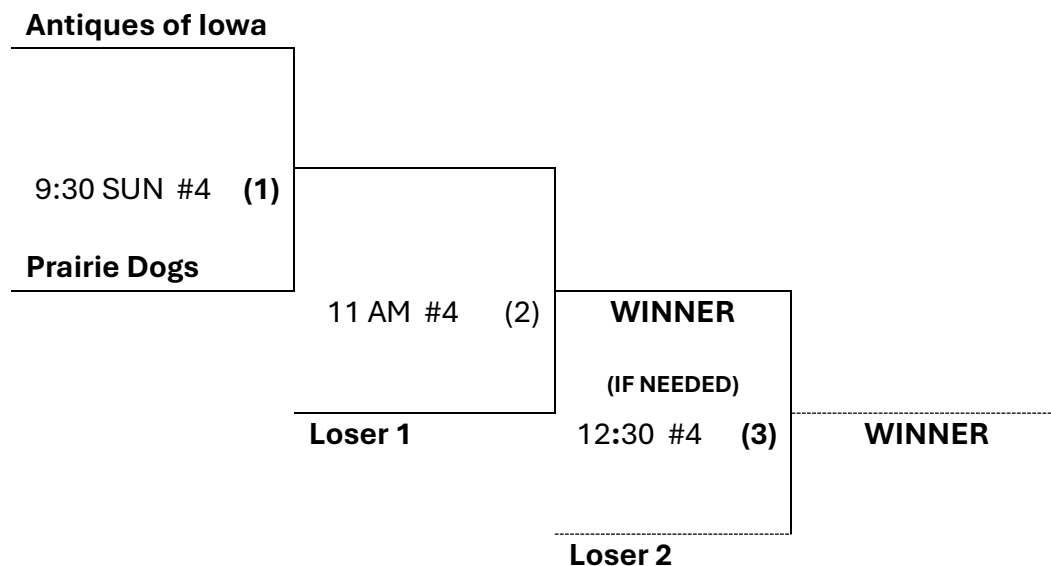 Antiques of Iowa
9:30 SUN #4 (1)
Prairie Dogs
11 AM #4 (2)
WINNER
(IF NEEDED)
Loser 1
12:30 #4 (3)
WINNER
Loser 2